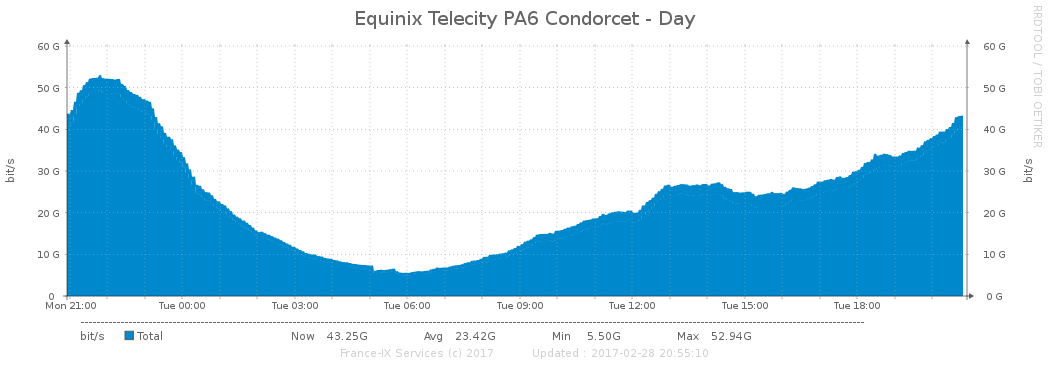 Equinix Telecity PA6 Condorcet - Day
RRDTOOL / TOBI OETIKER
60 G 60 G
50 G 50 G
40 G 40 G
30 G 30 G
20 G 20 G
10 G 10 G
0 0 G
bit/s bit/s
Mon 21:00 Tue 00:00 Tue 03:00 Tue 06:00 Tue 09:00 Tue 12:00 Tue 15:00 Tue 18:00
bit/s Total Now 43.25G Avg 23.42G Min 5.50G Max 52.94G
France-IX Services (c) 2017 Updated : 2017-02-28 20:55:10